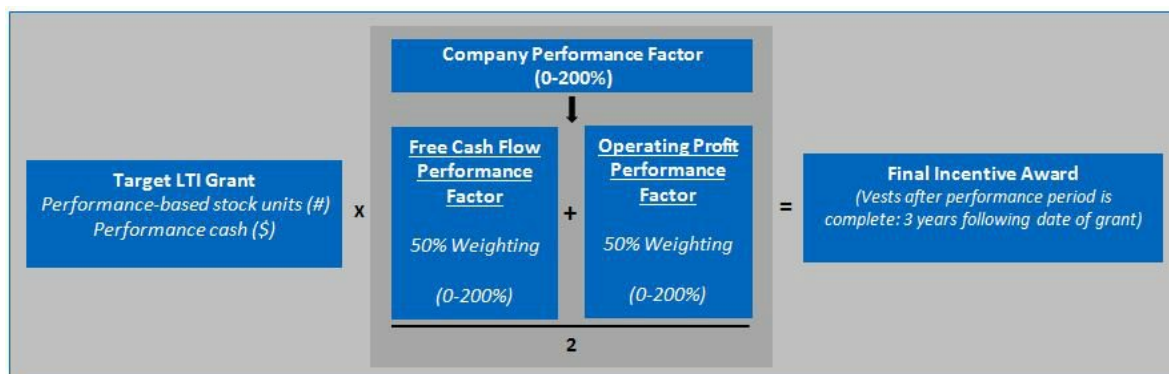 Company Performance Factor
(0-200%)
Target LTI Grant
Performance-based stock units (#)
Performance cash ($)
x
Free Cash Flow
Performance
Factor
50% Weighting
(0-200%)
+
Operating Profit
Performance
Factor
50% Weighting
(0-200%)
2
=
Final Incentive Award
(Vests after performance period is
complete: 3 years following date of grant)